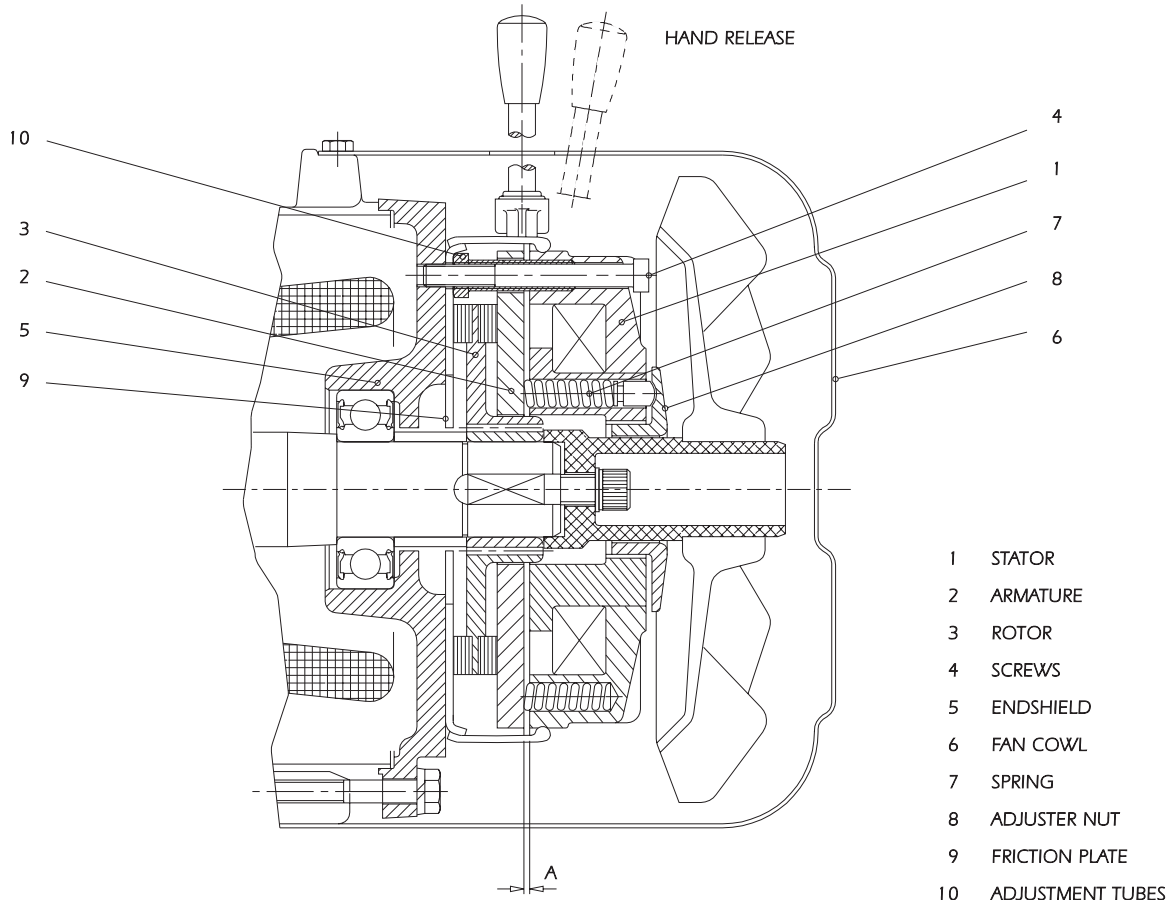 HAND RELEASE
10
3
2
5
9
4
1
7
8
6
A
1 STATOR
2 ARMATURE
3 ROTOR
4 SCREWS
5 ENDSHIELD
6 FAN COWL
7 SPRING
8 ADJUSTER NUT
9 FRICTION PLATE
10 ADJUSTMENT TUBES